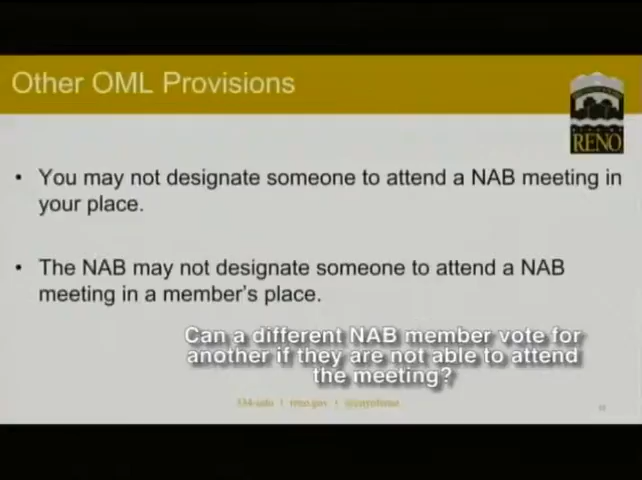 Other OML Provisions
RENO
• You may not designate someone to attend a NAB meeting in
your place.
• The NAB may not designate someone to attend a NAB
meeting in a member's place.
Can a different NAB member vote for
another if they are not able to attend
the meeting?